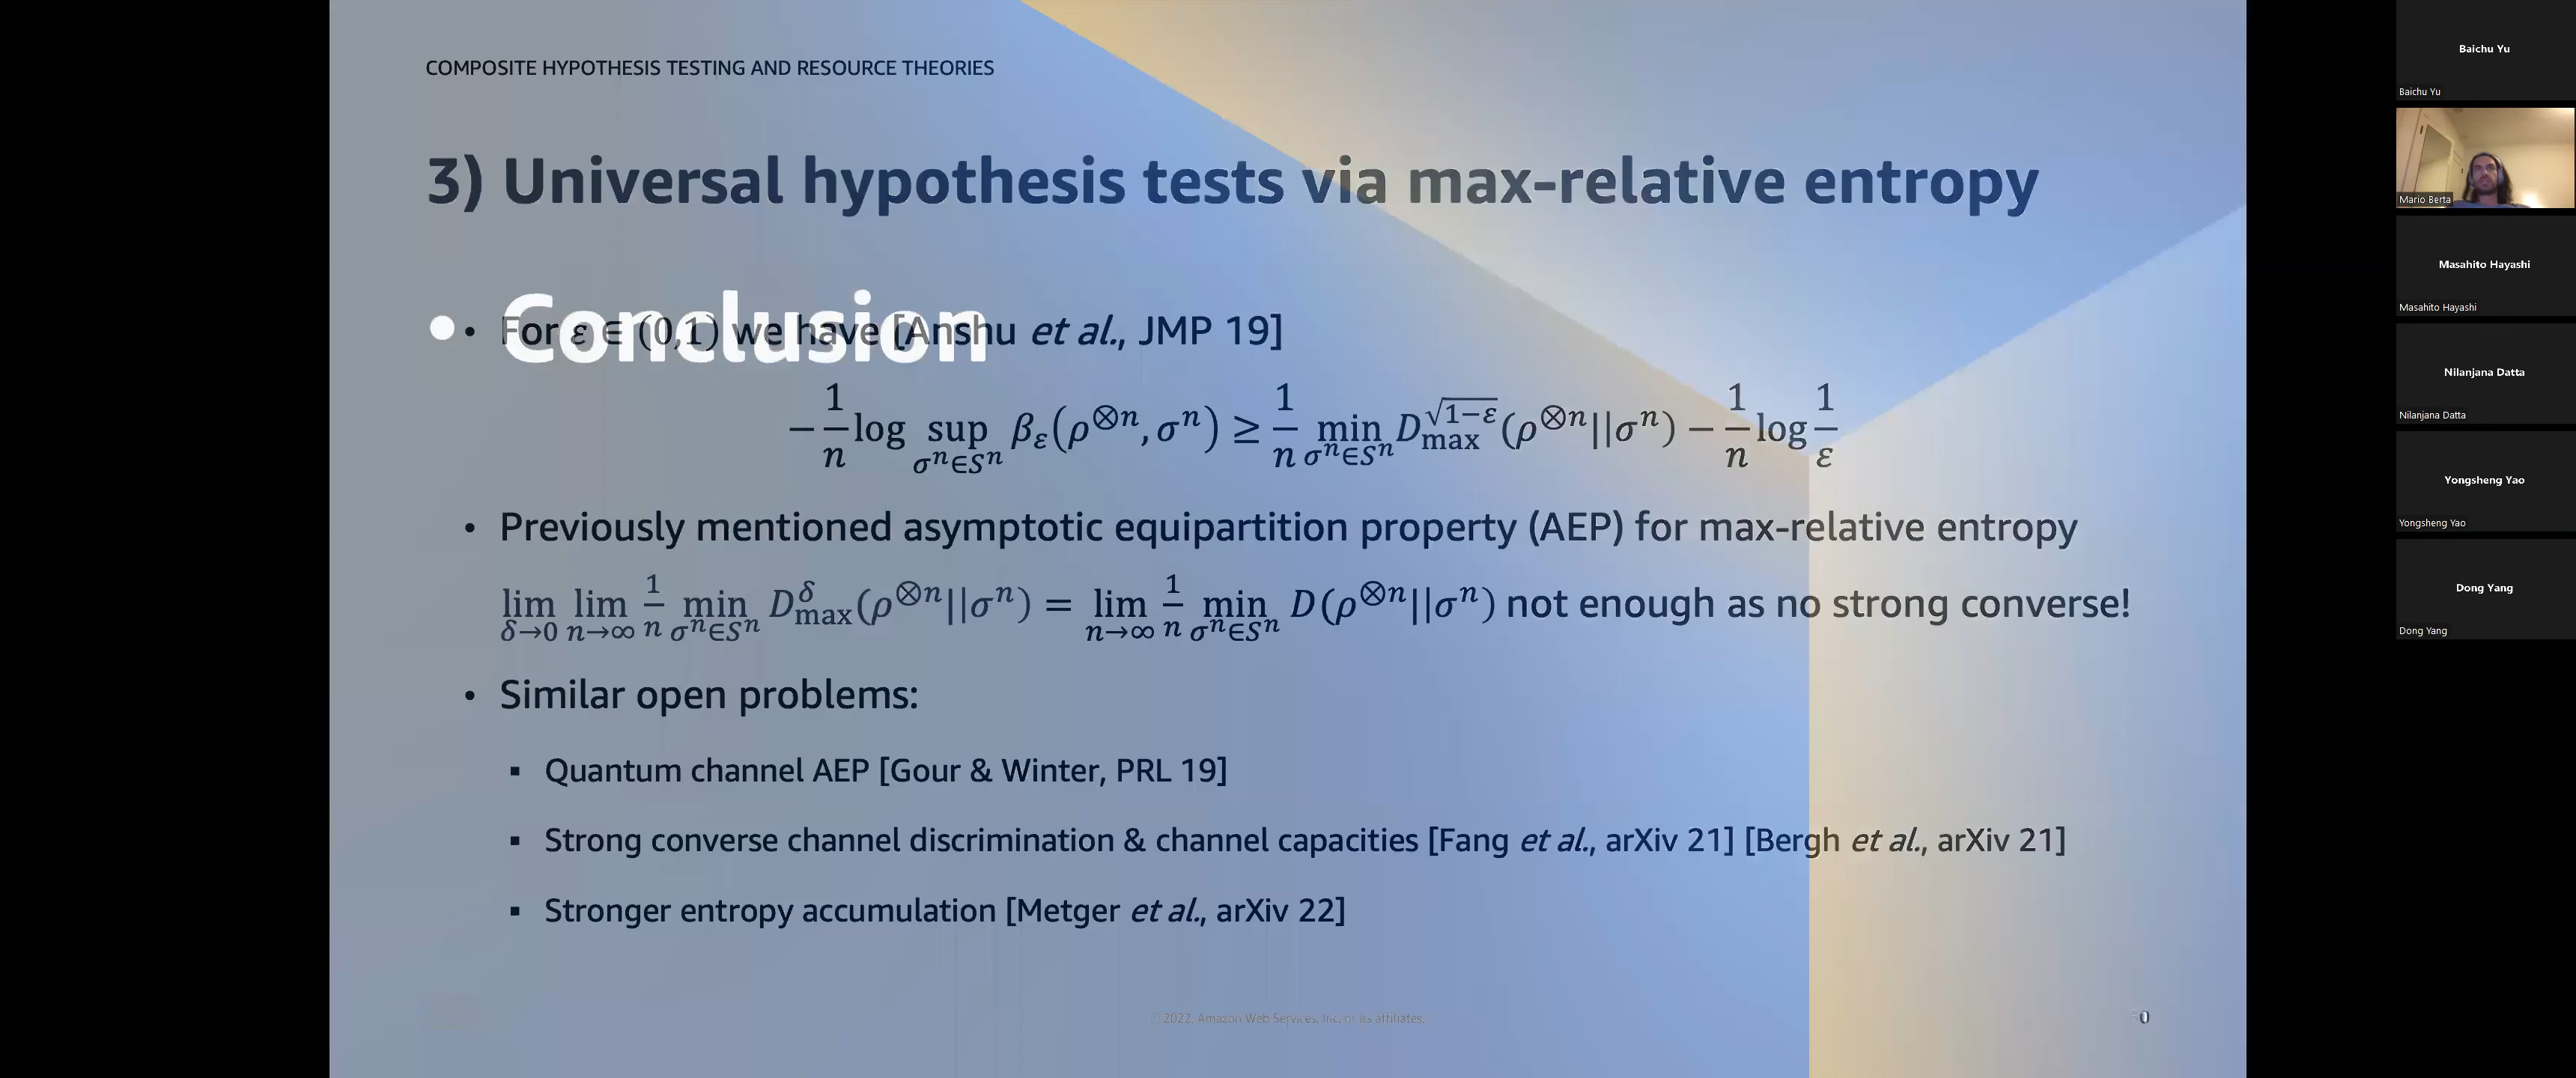 COMPOSITE HYPOTHESIS TESTING AND RESOURCE THEORIES
3) Universal hypothesis tests via max-relative entropy
• Conclusion
• For ε ∈ (0,1) we have [Anshu et al., JMP 19]
−1/n log sup_{σ^n∈S^n} β_ε(ρ^{⊗n}, σ^n) ≥ 1/n min_{σ^n∈S^n} D_max^{√(1−ε)}(ρ^{⊗n}||σ^n) − 1/n log 1/ε
• Previously mentioned asymptotic equipartition property (AEP) for max-relative entropy
lim_{δ→0} lim_{n→∞} 1/n min_{σ^n∈S^n} D_max^δ(ρ^{⊗n}||σ^n) = lim_{n→∞} 1/n min_{σ^n∈S^n} D(ρ^{⊗n}||σ^n) not enough as no strong converse!
• Similar open problems:
▪ Quantum channel AEP [Gour & Winter, PRL 19]
▪ Strong converse channel discrimination & channel capacities [Fang et al., arXiv 21] [Bergh et al., arXiv 21]
▪ Stronger entropy accumulation [Metger et al., arXiv 22]
© 2022, Amazon Web Services, Inc. or its affiliates.
Baichu Yu
Baichu Yu
Mario Berta
Masahito Hayashi
Masahito Hayashi
Nilanjana Datta
Nilanjana Datta
Yongsheng Yao
Yongsheng Yao
Dong Yang
Dong Yang